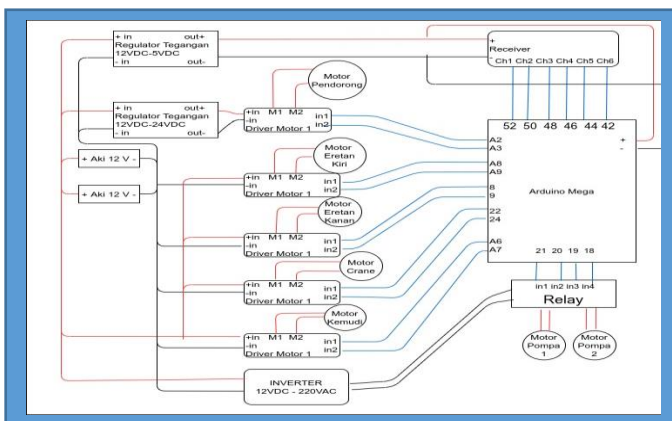 + in out+
Regulator Tegangan
12VDC-5VDC
- in out-
+
Receiver
-
Ch1 Ch2 Ch3 Ch4 Ch5 Ch6
Motor
Pendorong
+ in out+
Regulator Tegangan
12VDC-24VDC
- in out-
+in M1 M2
-in in1
in2
Driver Motor 1
52 50 48 46 44 42
A2
A3
A8
A9
8
9
22
24
A6
A7
+
-
Arduino Mega
21 20 19 18
+ Aki 12 V -
+ Aki 12 V -
Motor
Eretan
Kiri
+in M1 M2
-in in1
in2
Driver Motor 1
Motor
Eretan
Kanan
+in M1 M2
-in in1
in2
Driver Motor 1
Motor
Crane
+in M1 M2
-in in1
in2
Driver Motor 1
Motor
Kemudi
+in M1 M2
-in in1
in2
Driver Motor 1
in1 in2 in3 in4
Relay
Motor
Pompa
1
Motor
Pompa
2
INVERTER
12VDC - 220VAC